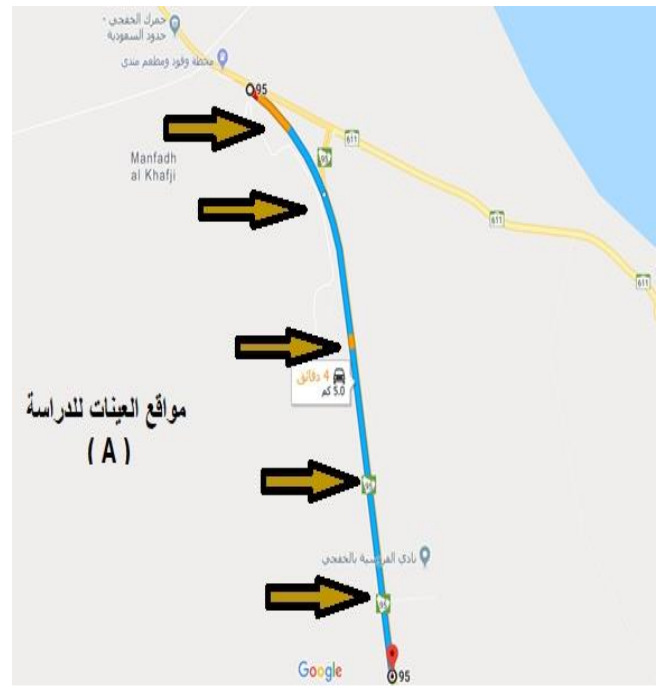 جمرك الخفجي -
حدود السعودية
محطة وقود ومطعم مندي
95
611
Manfadh
al Khafji
95
611
611
4 دقائق
5.0 كم
مواقع العينات للدراسة
( A )
95
نادي الفروسية بالخفجي
95
Google
95